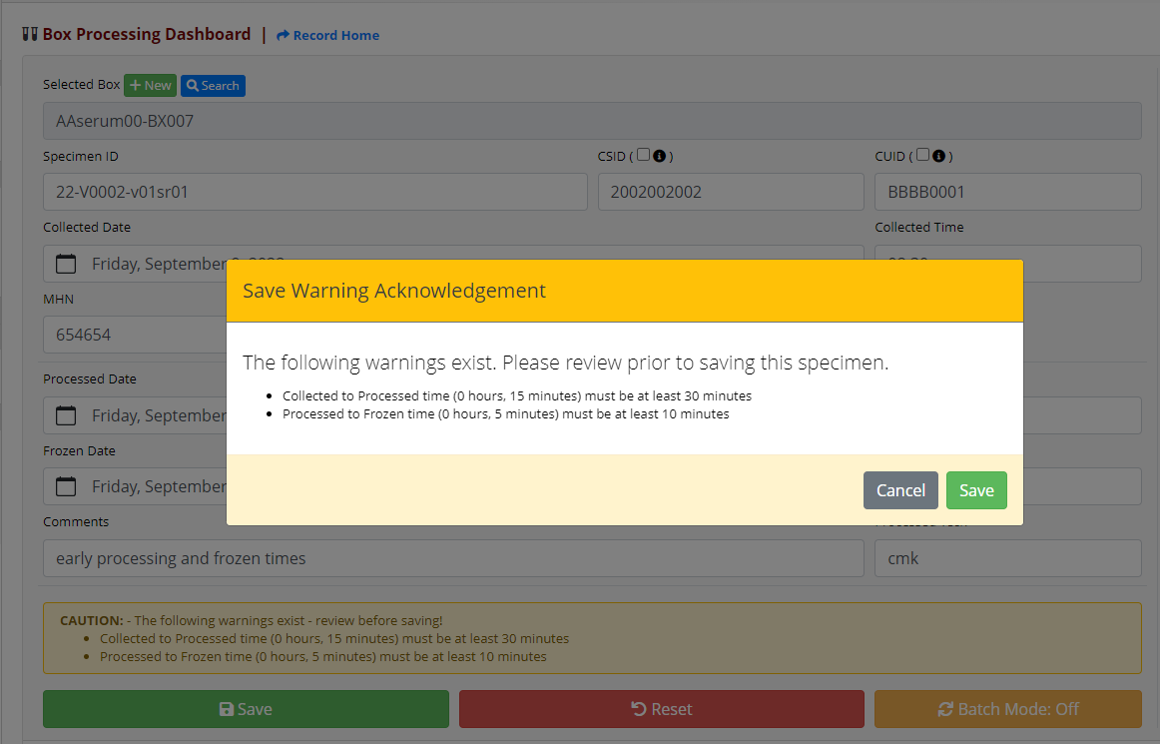 Box Processing Dashboard | Record Home
Selected Box + New Search
AAserum00-BX007
Specimen ID CSID ( ) CUID ( )
22-V0002-v01sr01 2002002002 BBBB0001
Collected Date Collected Time
Friday, September
MHN
654654
Save Warning Acknowledgement
The following warnings exist. Please review prior to saving this specimen.
• Collected to Processed time (0 hours, 15 minutes) must be at least 30 minutes
• Processed to Frozen time (0 hours, 5 minutes) must be at least 10 minutes
Cancel Save
Processed Date
Friday, September
Frozen Date
Friday, September
Comments
early processing and frozen times cmk
CAUTION: - The following warnings exist - review before saving!
• Collected to Processed time (0 hours, 15 minutes) must be at least 30 minutes
• Processed to Frozen time (0 hours, 5 minutes) must be at least 10 minutes
Save Reset Batch Mode: Off